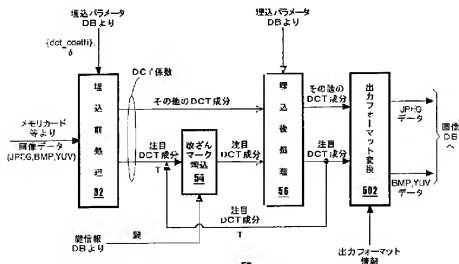 埋込パラメータ
DBより
埋込パラメータ
DBより
{dct_coeffi},
δ
DCT係数
埋込前処理
32
その他のDCT成分
埋込後処理
56
その他の
DCT成分
出力フォーマット変換
502
JPEG
データ
BMP,YUV
データ
画像
DB
へ
メモリカード
等より
画像データ
(JPEG,BMP,YUV)
注目
DCT成分
T
改ざん
マーク
埋込
54
注目
DCT成分
注目
DCT成分
注目
DCT成分
T
鍵情報
DBより
鍵
出力フォーマット
情報